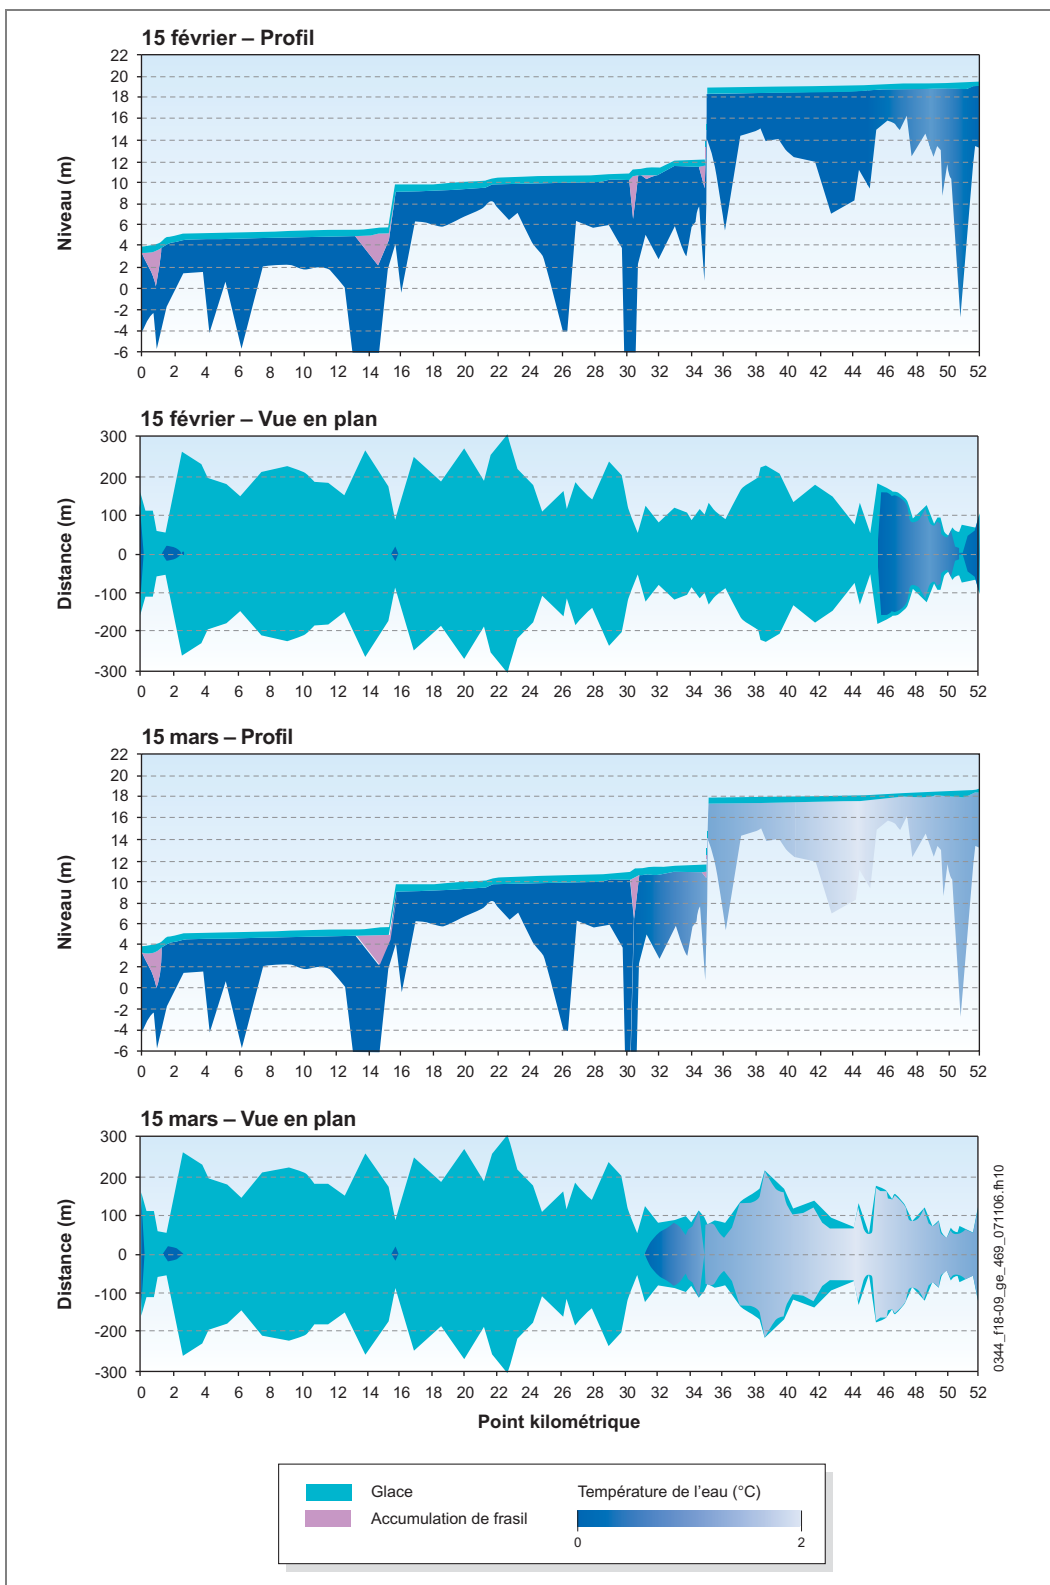 15 février – Profil
Niveau (m)
22
20
18
16
14
12
10
8
6
4
2
0
-2
-4
-6
0 2 4 6 8 10 12 14 16 18 20 22 24 26 28 30 32 34 36 38 40 42 44 46 48 50 52
15 février – Vue en plan
Distance (m)
300
200
100
0
-100
-200
-300
0 2 4 6 8 10 12 14 16 18 20 22 24 26 28 30 32 34 36 38 40 42 44 46 48 50 52
15 mars – Profil
Niveau (m)
22
20
18
16
14
12
10
8
6
4
2
0
-2
-4
-6
0 2 4 6 8 10 12 14 16 18 20 22 24 26 28 30 32 34 36 38 40 42 44 46 48 50 52
15 mars – Vue en plan
Distance (m)
300
200
100
0
-100
-200
-300
0 2 4 6 8 10 12 14 16 18 20 22 24 26 28 30 32 34 36 38 40 42 44 46 48 50 52
Point kilométrique
0344_f18-09_ge_469_071106.fh10
Glace
Accumulation de frasil
Température de l'eau (°C)
0 2